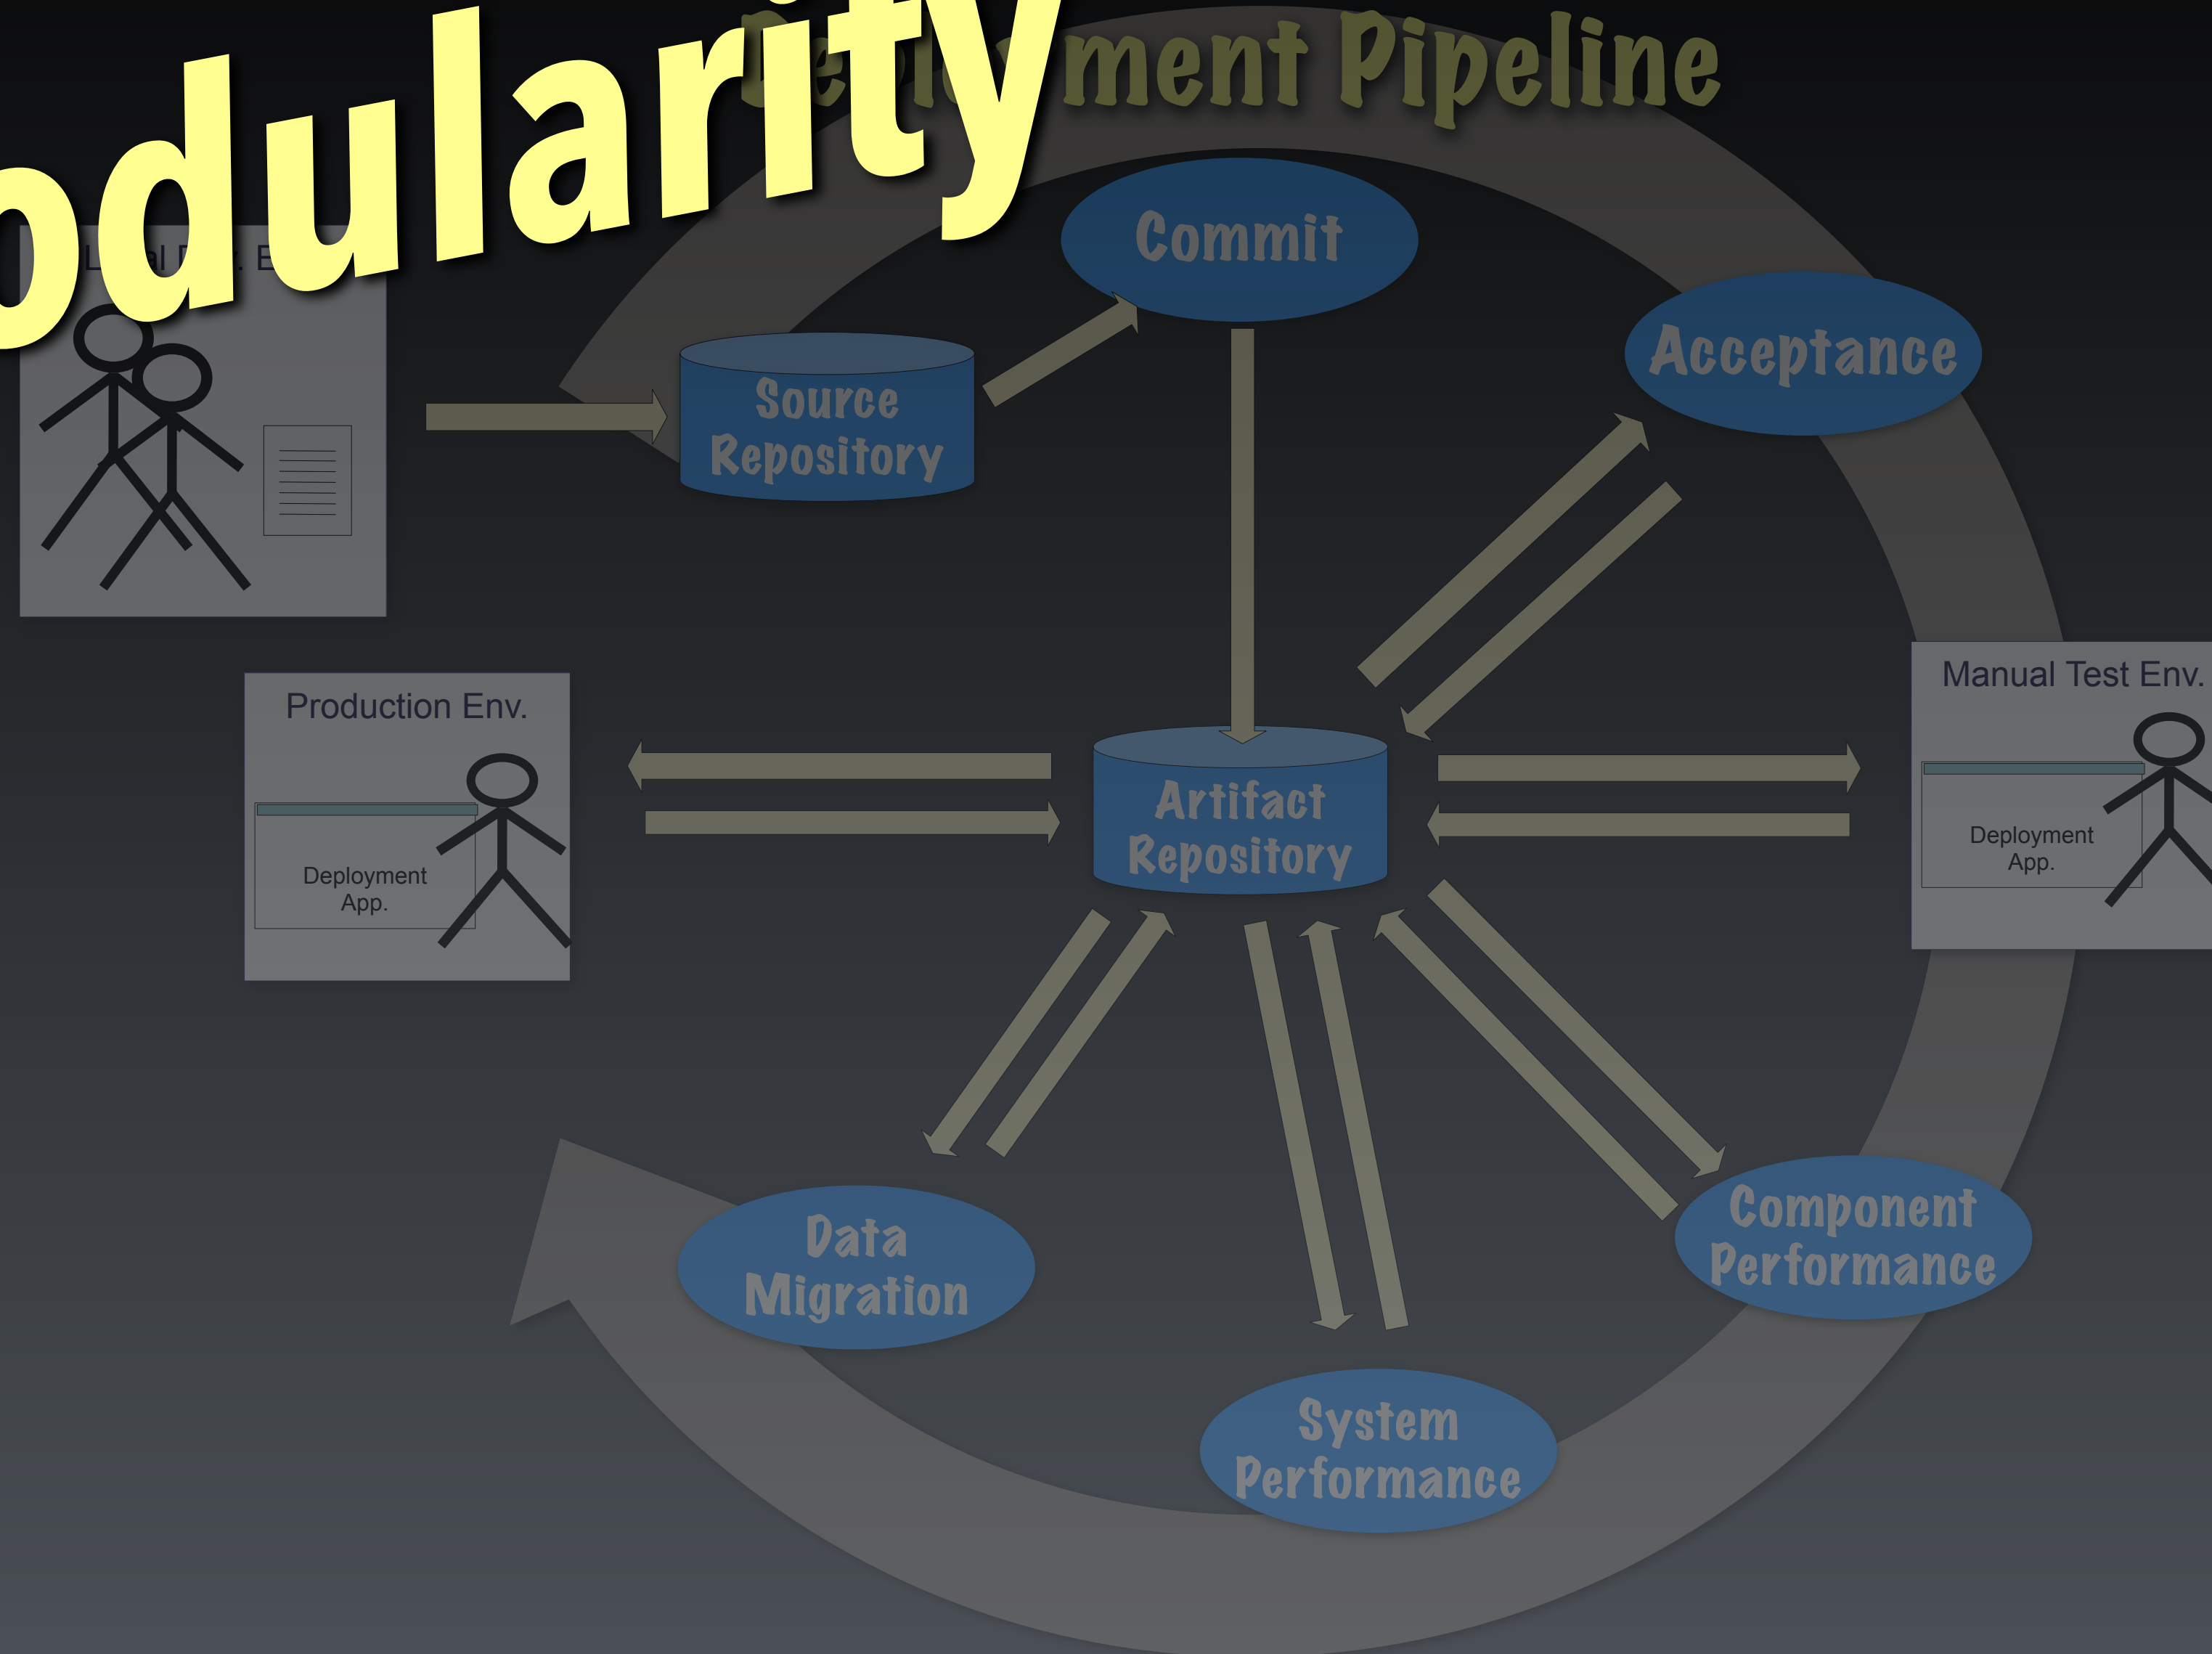 odularity
Pipeline
Commit
Acceptance
Source
Repository
Manual Test Env.
Production Env.
Artifact
Repository
Deployment
App.
Deployment
App.
Data
Migration
Component
Performance
System
Performance